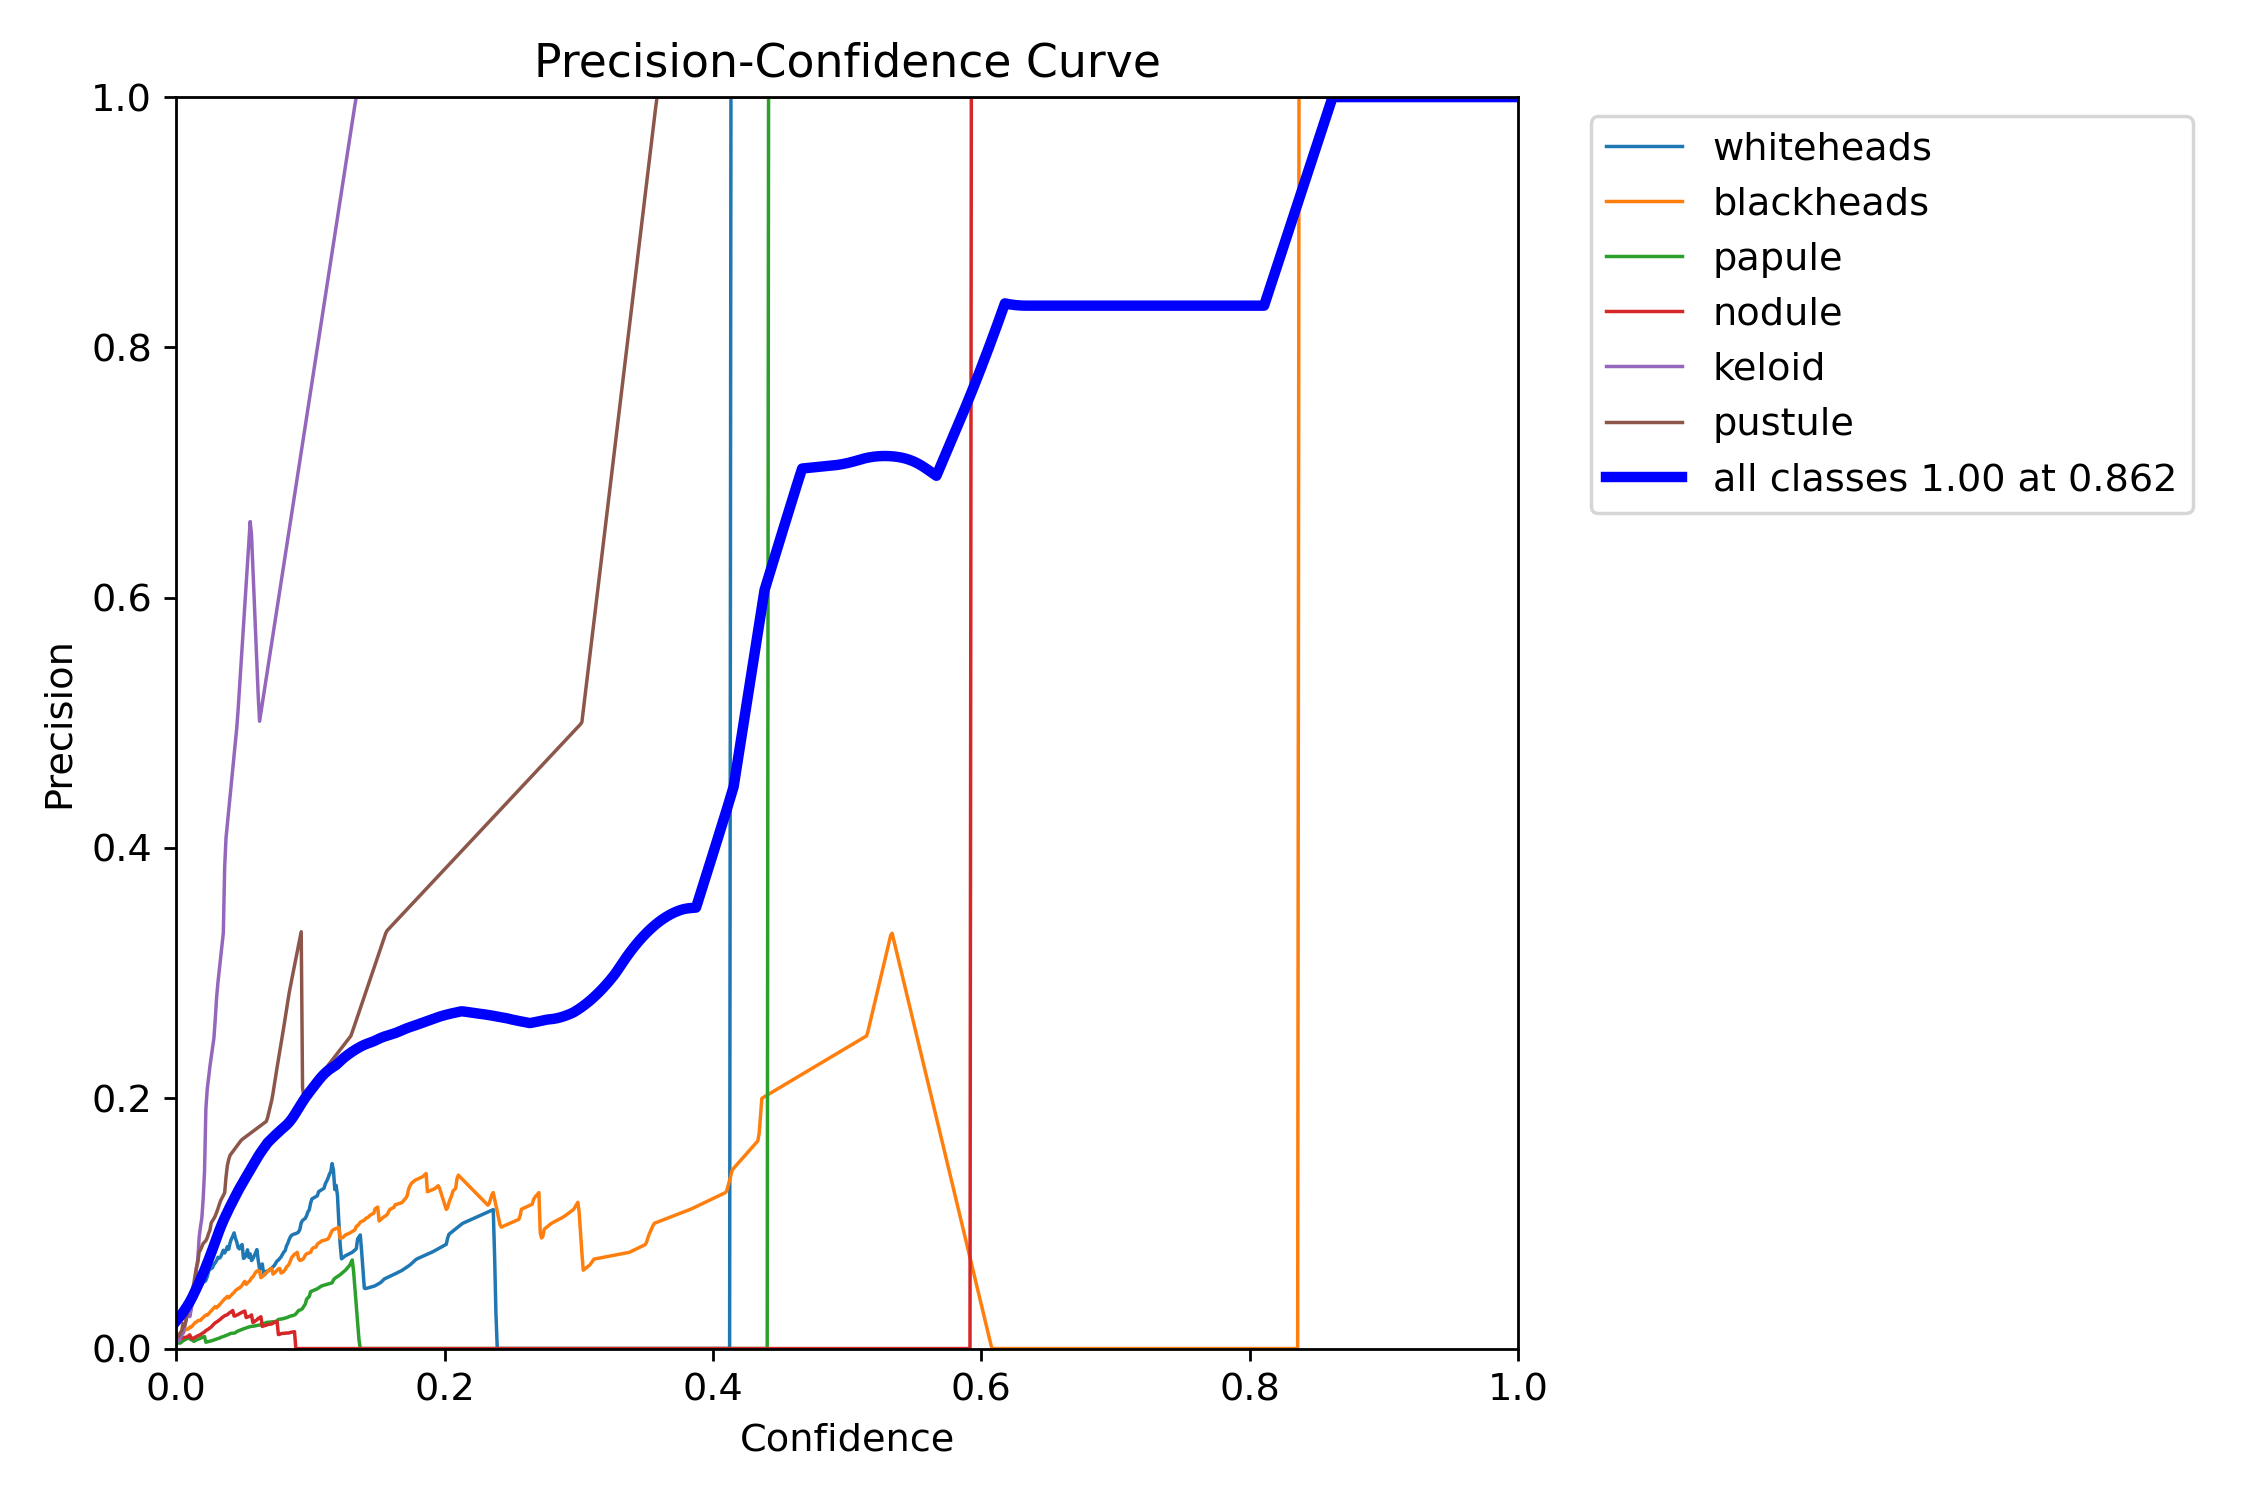 Precision-Confidence Curve
1.0
0.8
0.6
0.4
0.2
0.0
Precision
0.0 0.2 0.4 0.6 0.8 1.0
Confidence
whiteheads
blackheads
papule
nodule
keloid
pustule
all classes 1.00 at 0.862